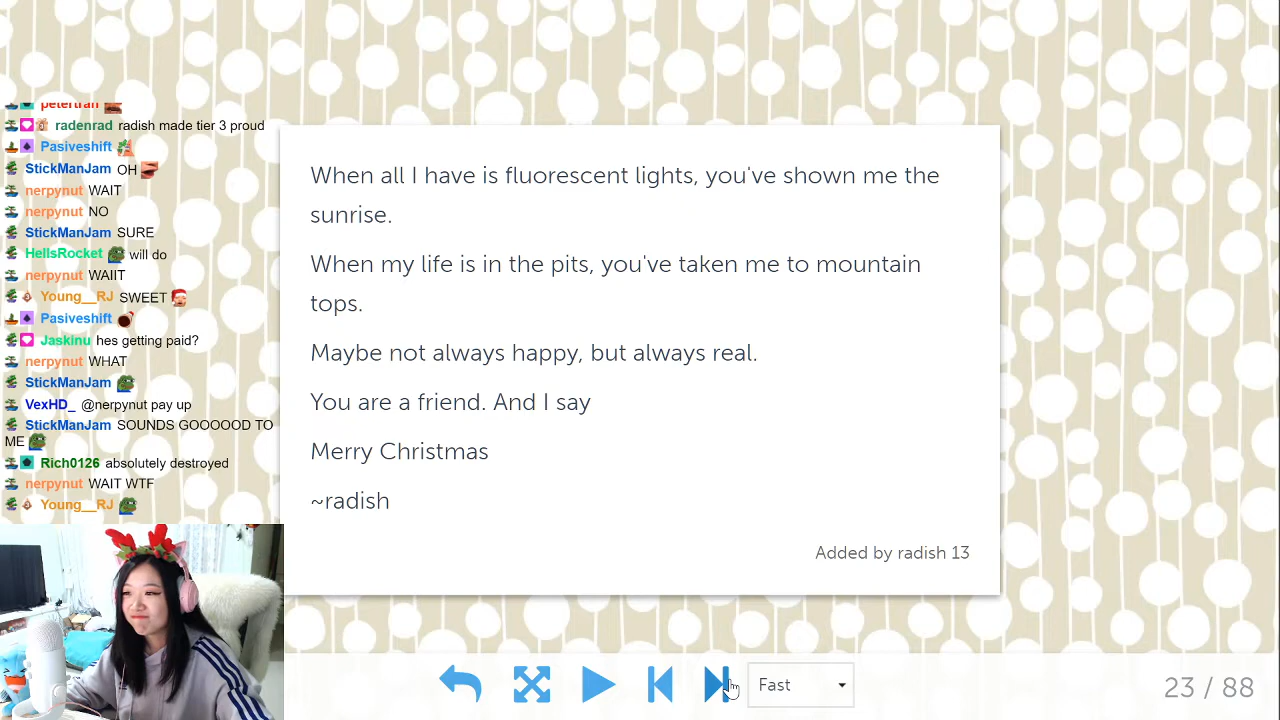 petertran
radenrad radish made tier 3 proud
Pasiveshift
StickManJam OH
nerpynut WAIT
nerpynut NO
StickManJam SURE
HellsRocket will do
nerpynut WAIIT
Young__RJ SWEET
Pasiveshift
Jaskinu hes getting paid?
nerpynut WHAT
StickManJam
VexHD_ @nerpynut pay up
StickManJam SOUNDS GOOOOOD TO
ME
Rich0126 absolutely destroyed
nerpynut WAIT WTF
Young__RJ
When all I have is fluorescent lights, you've shown me the
sunrise.
When my life is in the pits, you've taken me to mountain
tops.
Maybe not always happy, but always real.
You are a friend. And I say
Merry Christmas
~radish
Added by radish 13
Fast
23 / 88